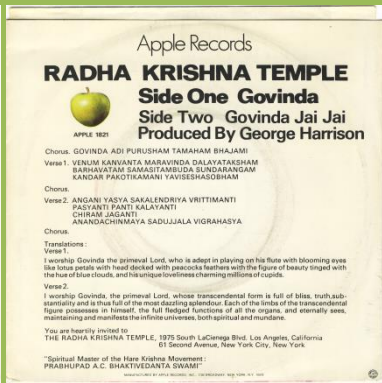 Apple Records
RADHA KRISHNA TEMPLE
Side One Govinda
Side Two Govinda Jai Jai
Produced By George Harrison
APPLE 1821
Chorus. GOVINDA ADI PURUSHAM TAMAHAM BHAJAMI
Verse 1. VENUM KANVANTA MARAVINDA DALAYATAKSHAM
BARHAVATAM SAMASITAMBUDA SUNDARANGAM
KANDAR PAKOTIKAMANI YAVISESHASOBHAM
Chorus.
Verse 2. ANGANI YASYA SAKALENDRIYA VRITTIMANTI
PASYANTI PANTI KALAYANTI
CHIRAM JAGANTI
ANANDACHINMAYA SADUJJALA VIGRAHASYA
Chorus.
Translations:
Verse 1.
I worship Govinda the primeval Lord, who is adept in playing on his flute with blooming eyes
like lotus petals with head decked with peacocks feathers with the figure of beauty tinged with
the hue of blue clouds, and his unique loveliness charming millions of cupids.
Verse 2.
I worship Govinda, the primeval Lord, whose transcendental form is full of bliss, truth,sub-
stantiality and is thus full of the most dazzling splendour. Each of the limbs of the transcendental
figure possesses in himself, the full fledged functions of all the organs, and eternally sees,
maintaining and manifests the infinite universes, both spiritual and mundane.
You are heartily invited to
THE RADHA KRISHNA TEMPLE, 1975 South LaCienega Blvd. Los Angeles, California
61 Second Avenue, New York City, New York
"Spiritual Master of the Hare Krishna Movement:
PRABHUPAD A.C. BHAKTIVEDANTA SWAMI"
MANUFACTURED BY APPLE RECORDS, INC. NEW YORK, N.Y.